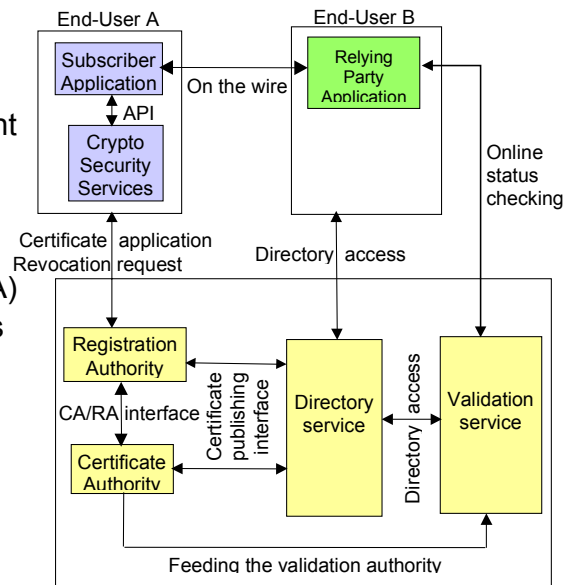 End-User A
End-User B
Subscriber
Application
Relying
Party
Application
On the wire
API
nt
Crypto
Security
Services
Online
status
checking
Certificate application
Revocation request
Directory access
A)
s
Registration
Authority
CA/RA interface
Certificate
publishing
interface
Directory
service
Directory access
Validation
service
Certificate
Authority
Feeding the validation authority